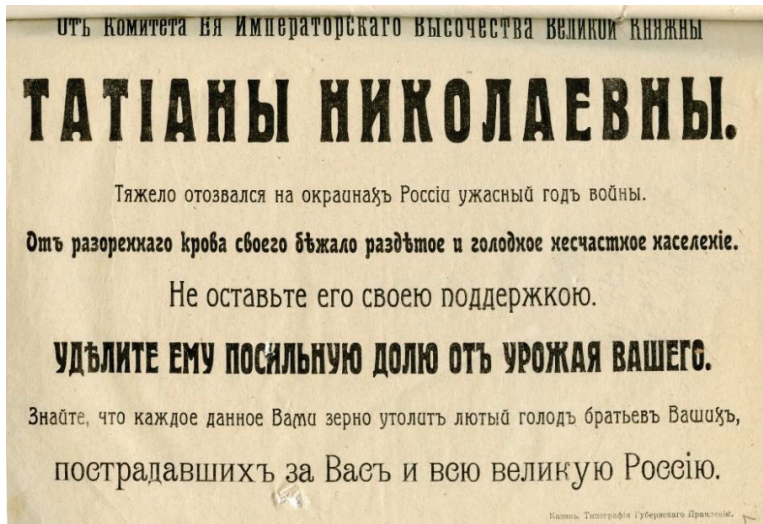 Отъ Комитета Ея Императорскаго Высочества Великой Княжны
ТАТІАНЫ НИКОЛАЕВНЫ.
Тяжело отозвался на окраинахъ Россіи ужасный годъ войны.
Отъ разореннаго крова своего бѣжало раздѣтое и голодное несчастное населеніе.
Не оставьте его своею поддержкою.
УДѢЛИТЕ ЕМУ ПОСИЛЬНУЮ ДОЛЮ ОТЪ УРОЖАЯ ВАШЕГО.
Знайте, что каждое данное Вами зерно утолитъ лютый голодъ братьевъ Вашихъ,
пострадавшихъ за Васъ и всю великую Россію.
Казань. Типографія Губернскаго Правленія.